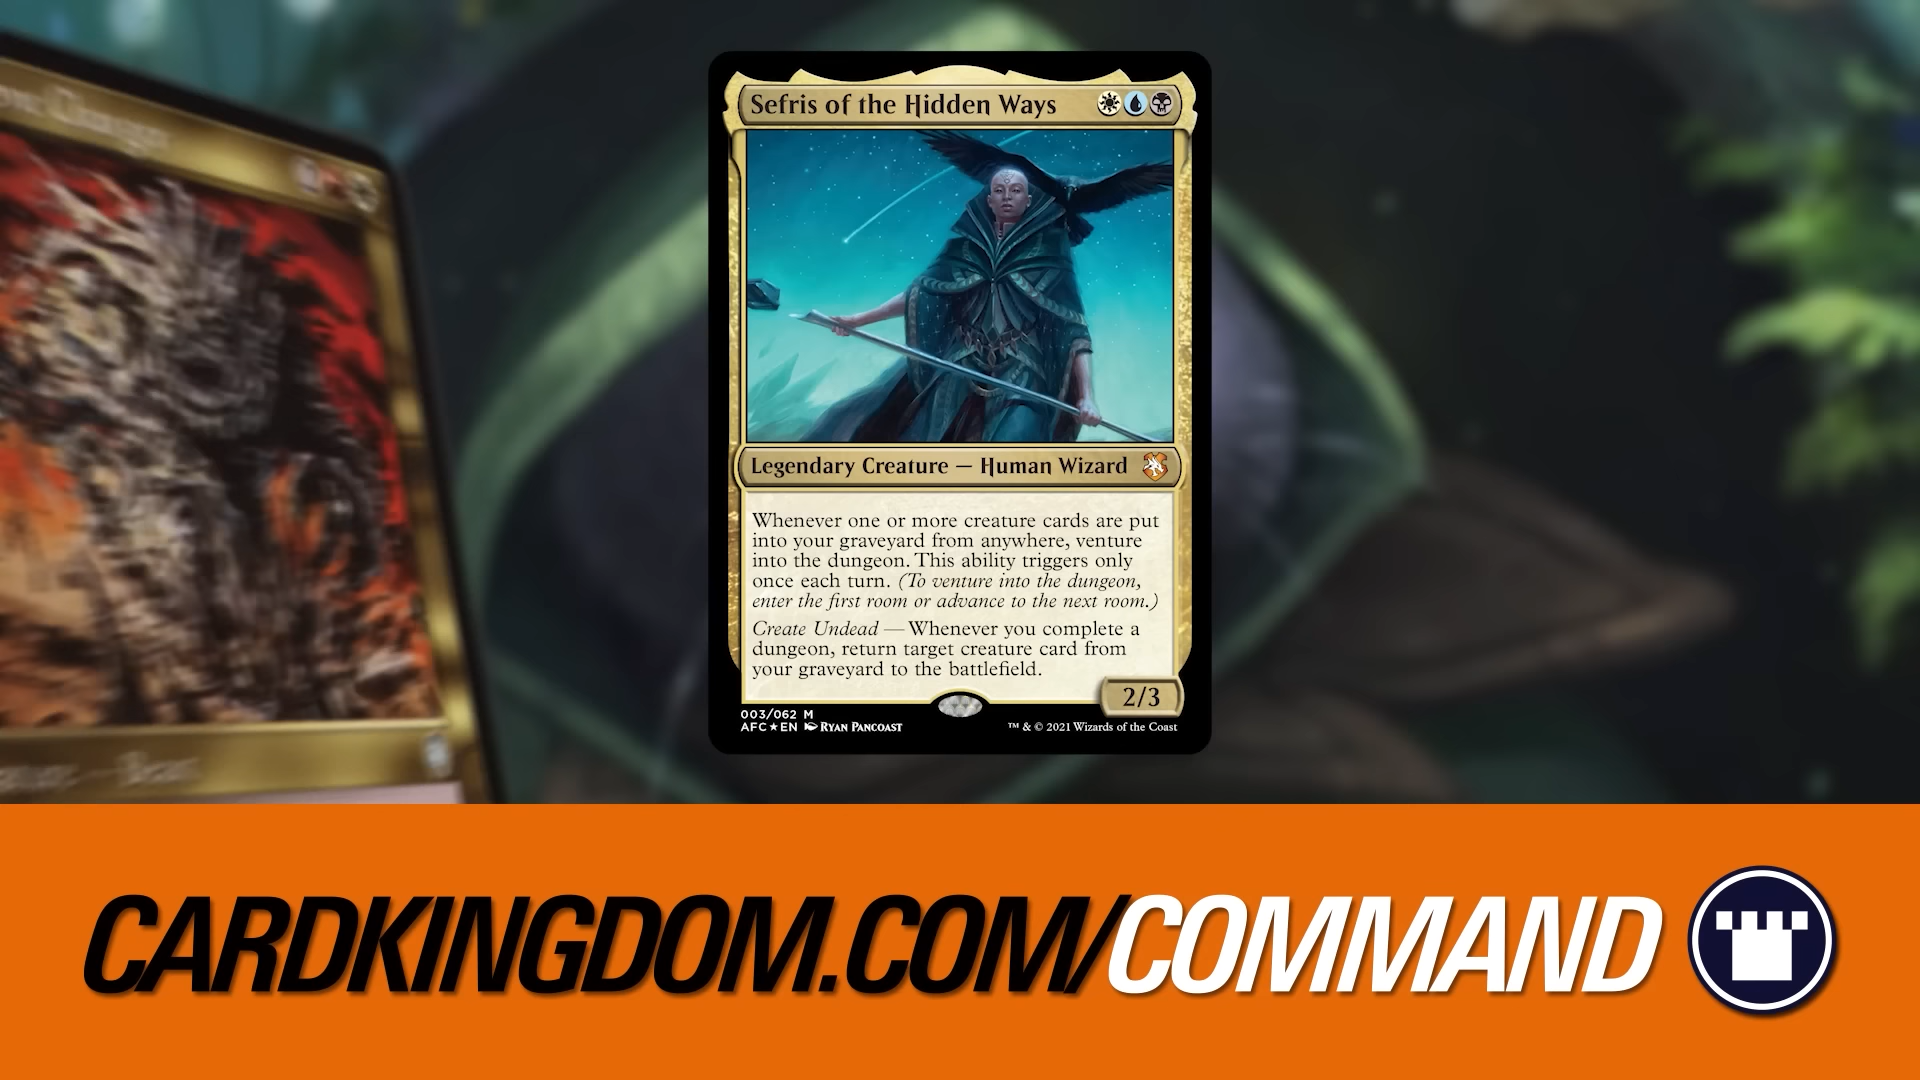 Sefris of the Hidden Ways
Legendary Creature — Human Wizard
Whenever one or more creature cards are put
into your graveyard from anywhere, venture
into the dungeon. This ability triggers only
once each turn. (To venture into the dungeon,
enter the first room or advance to the next room.)
Create Undead — Whenever you complete a
dungeon, return target creature card from
your graveyard to the battlefield.
2/3
003/062 M
AFC★EN RYAN PANCOAST
™ & © 2021 Wizards of the Coast
CARDKINGDOM.COM/COMMAND